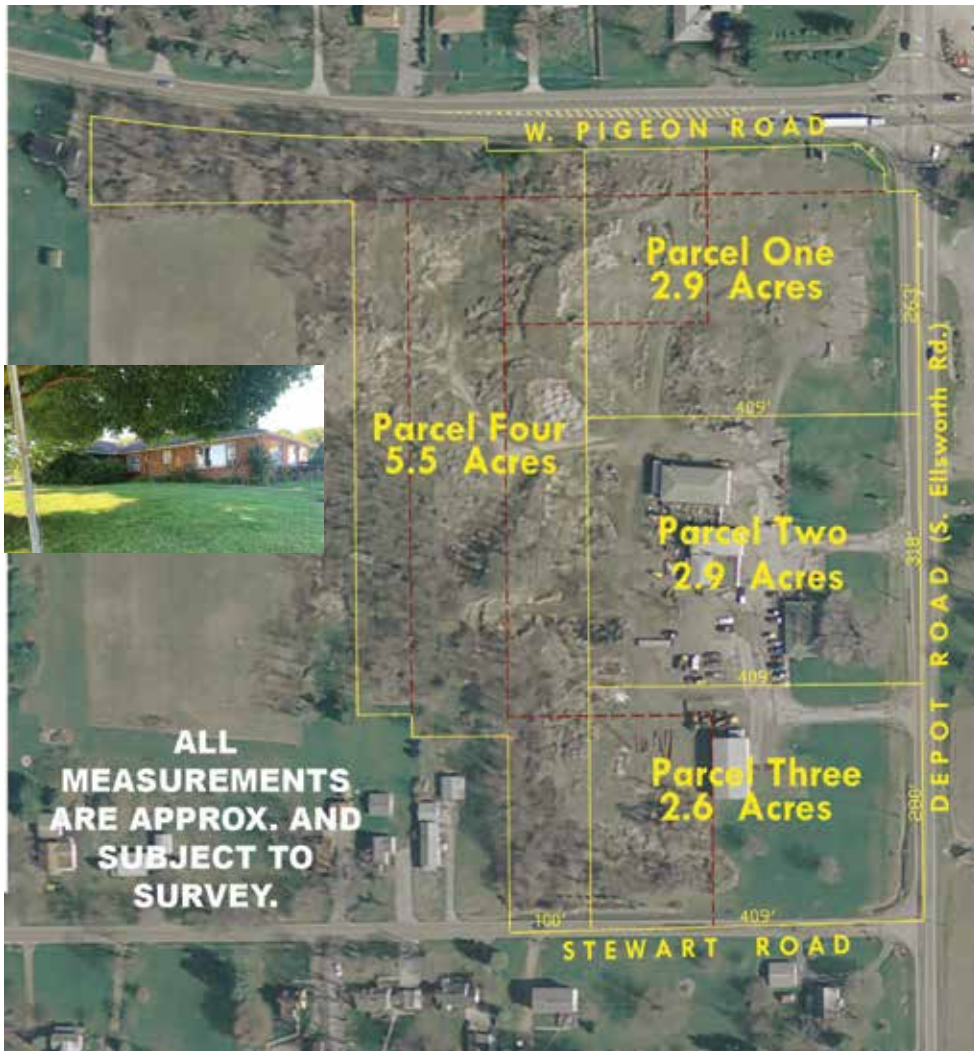 W. PIGEON ROAD
Parcel One
2.9 Acres
263'
409'
DEPOT ROAD (S. Ellsworth Rd.)
Parcel Four
5.5 Acres
Parcel Two
2.9 Acres
318'
409'
Parcel Three
2.6 Acres
ALL
MEASUREMENTS
ARE APPROX. AND
SUBJECT TO
SURVEY.
100'
409'
STEWART ROAD